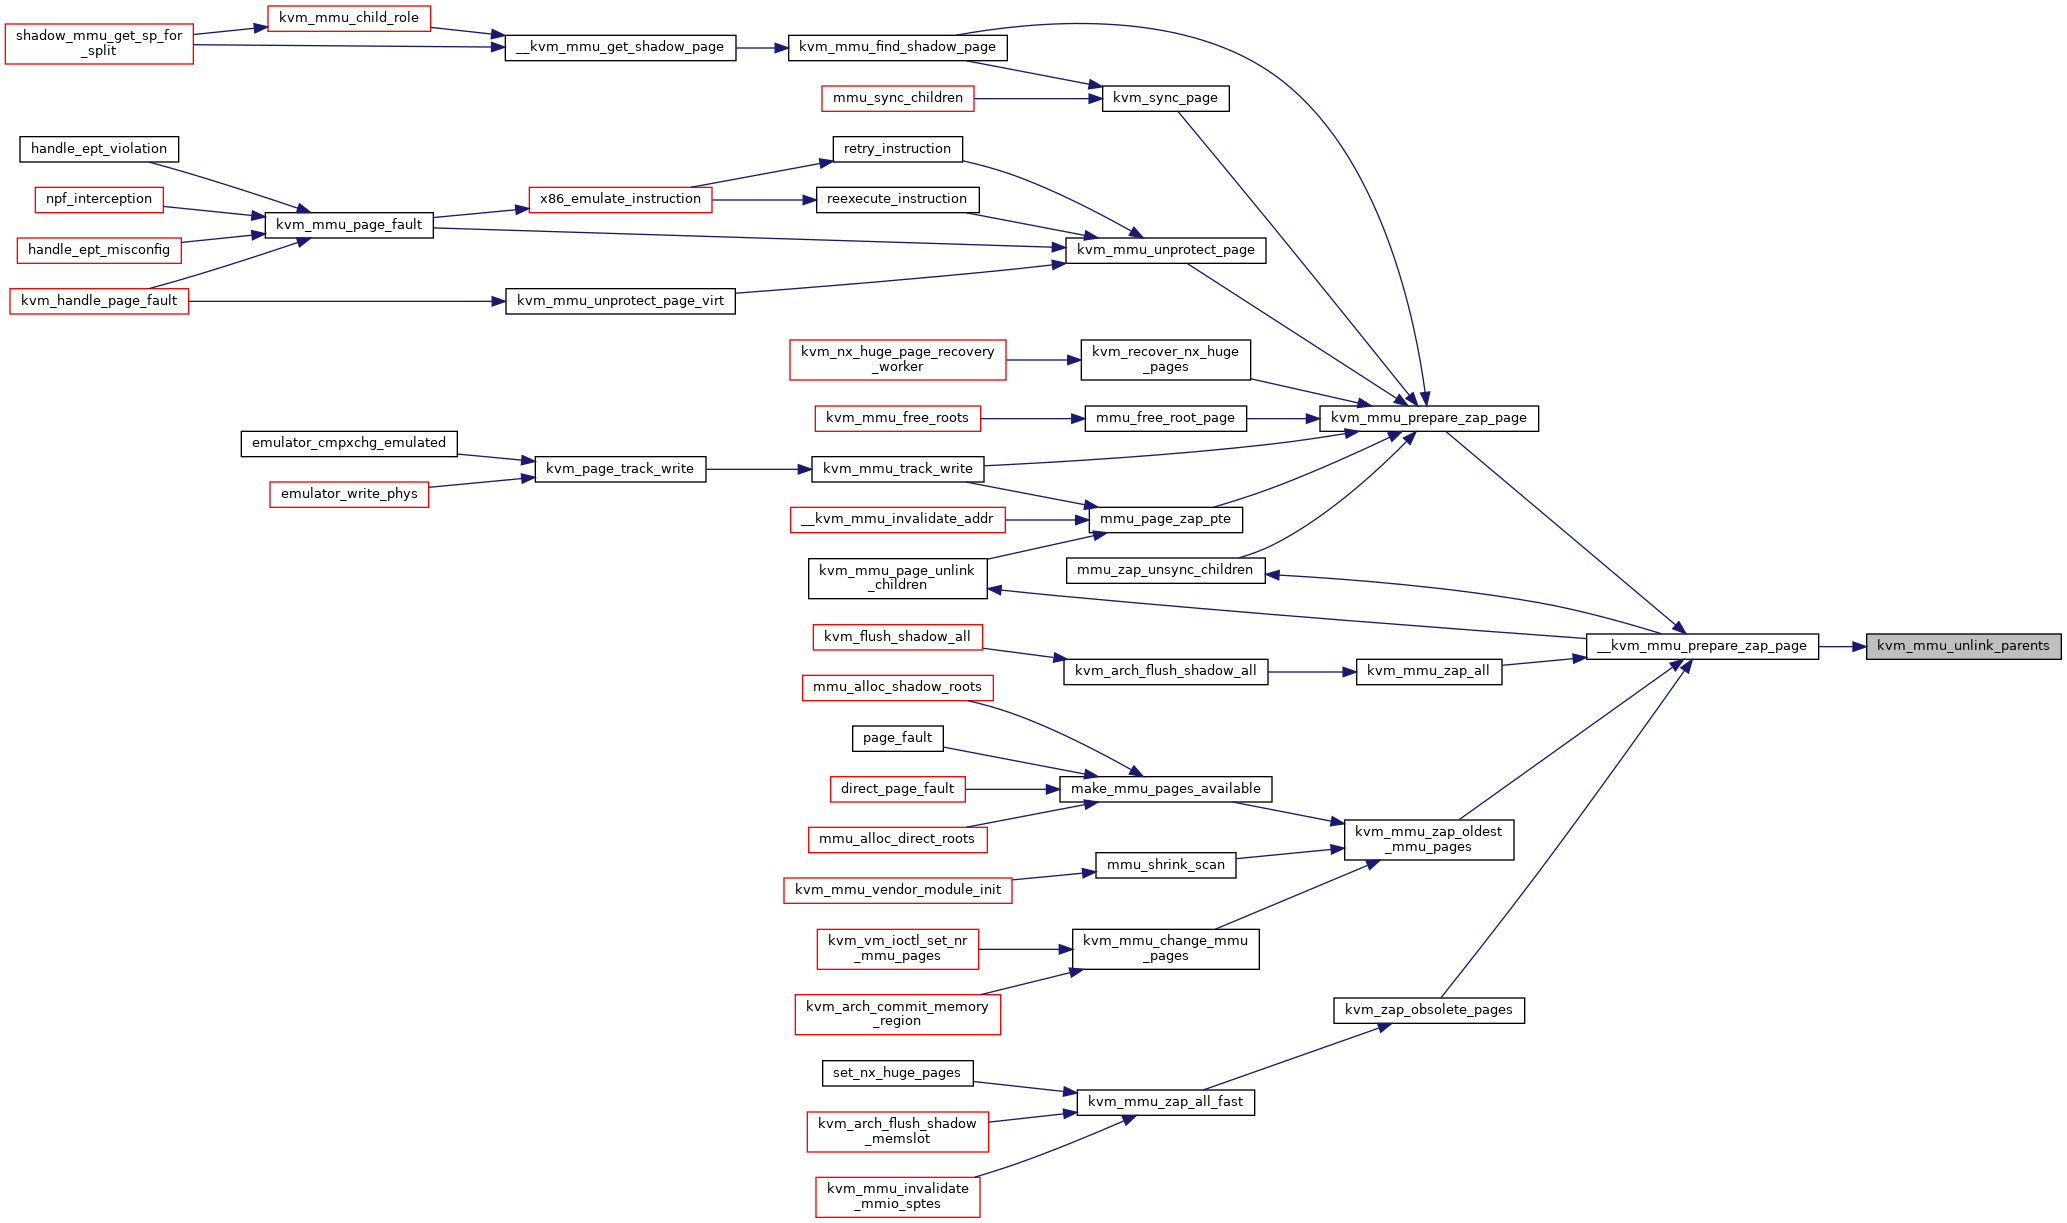 kvm_mmu_child_role
shadow_mmu_get_sp_for
_split
__kvm_mmu_get_shadow_page
kvm_mmu_find_shadow_page
mmu_sync_children
kvm_sync_page
handle_ept_violation
retry_instruction
npf_interception
x86_emulate_instruction
reexecute_instruction
kvm_mmu_page_fault
handle_ept_misconfig
kvm_mmu_unprotect_page
kvm_handle_page_fault
kvm_mmu_unprotect_page_virt
kvm_nx_huge_page_recovery
_worker
kvm_recover_nx_huge
_pages
kvm_mmu_free_roots
mmu_free_root_page
kvm_mmu_prepare_zap_page
emulator_cmpxchg_emulated
kvm_page_track_write
kvm_mmu_track_write
emulator_write_phys
__kvm_mmu_invalidate_addr
mmu_page_zap_pte
kvm_mmu_page_unlink
_children
mmu_zap_unsync_children
kvm_flush_shadow_all
__kvm_mmu_prepare_zap_page
kvm_mmu_unlink_parents
kvm_arch_flush_shadow_all
kvm_mmu_zap_all
mmu_alloc_shadow_roots
page_fault
direct_page_fault
make_mmu_pages_available
mmu_alloc_direct_roots
kvm_mmu_zap_oldest
_mmu_pages
mmu_shrink_scan
kvm_mmu_vendor_module_init
kvm_vm_ioctl_set_nr
_mmu_pages
kvm_mmu_change_mmu
_pages
kvm_arch_commit_memory
_region
kvm_zap_obsolete_pages
set_nx_huge_pages
kvm_mmu_zap_all_fast
kvm_arch_flush_shadow
_memslot
kvm_mmu_invalidate
_mmio_sptes